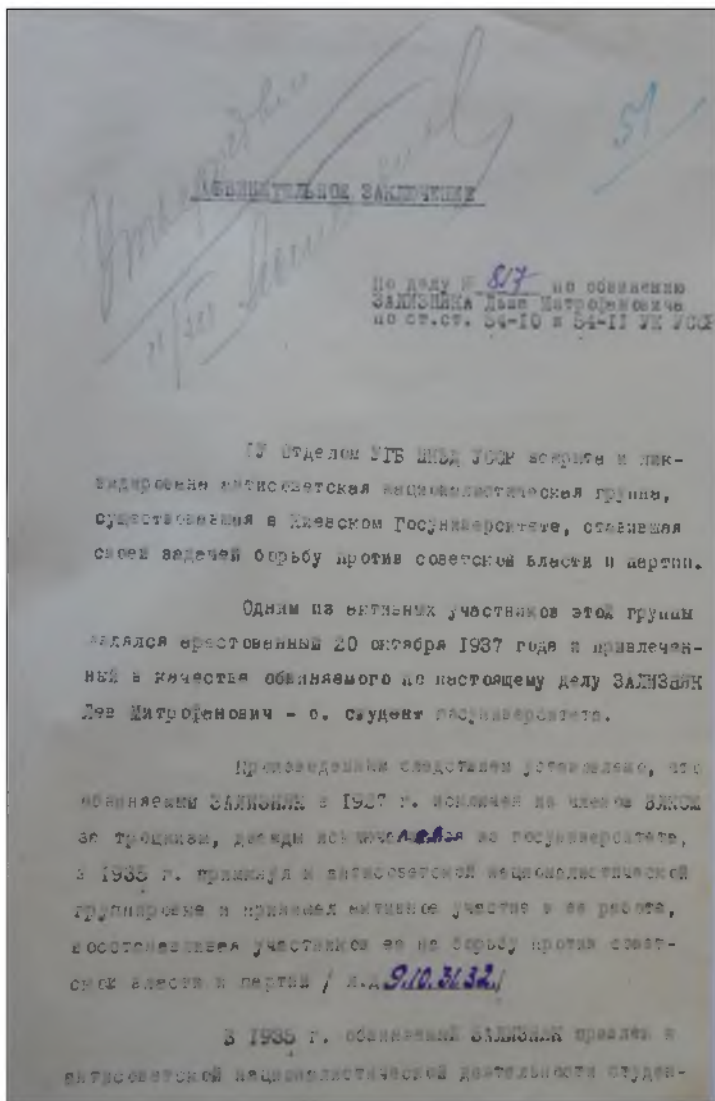 Утверждаю
51
ОБВИНИТЕЛЬНОЕ ЗАКЛЮЧЕНИЕ
По делу № 817 по обвинению
ЗАЛИЗНЯКА Льва Митрофановича
по ст.ст. 54-10 и 54-11 УК УССР
IУ Отделом УГБ НКВД УССР вскрыта и лик-
видирована антисоветская националистическая группа,
существовавшая в Киевском Госуниверситете, ставившая
своей задачей борьбу против советской власти и партии.
Одним из активных участников этой группы
являлся арестованный 20 октября 1937 года и привлечен-
ный в качестве обвиняемого по настоящему делу ЗАЛИЗНЯК
Лев Митрофанович - б. студент госуниверситета.
Произведенным следствием установлено, что
обвиняемый ЗАЛИЗНЯК в 1927 г. исключен из членов ВЛКСМ
за троцкизм, дважды исключался из госуниверситета,
в 1935 г. примкнул к антисоветской националистической
группировке и принимал активное участие в ее работе,
восстанавливая участников ее на борьбу против совет-
ской власти и партии / л.д. 9.10.31.32./
В 1935 г. обвиняемый ЗАЛИЗНЯК привлек к
антисоветской националистической деятельности студен-